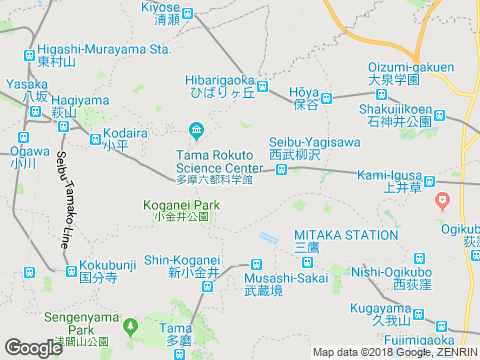 Kiyose
清瀬
Higashi-Murayama Sta.
東村山
Oizumi-gakuen
大泉学園
Yasaka
八坂
Hibarigaoka
ひばりヶ丘
Hōya
保谷
Hagiyama
萩山
Shakujiikoen
石神井公園
Kodaira
小平
Ogawa
小川
Tama Rokuto
Science Center
多摩六都科学館
Seibu-Yagisawa
西武柳沢
Kami-Igusa
上井草
Seibu-Tamako Line
Koganei Park
小金井公園
MITAKA STATION
三鷹
Ogikubo
荻窪
Kokubunji
国分寺
Shin-Koganei
新小金井
Musashi-Sakai
武蔵境
Nishi-Ogikubo
西荻窪
Kugayama
久我山
Sengenyama
Park
浅間山公園
Tama
多磨
Fujimigaoka
Google
Map data ©2018 Google, ZENRIN